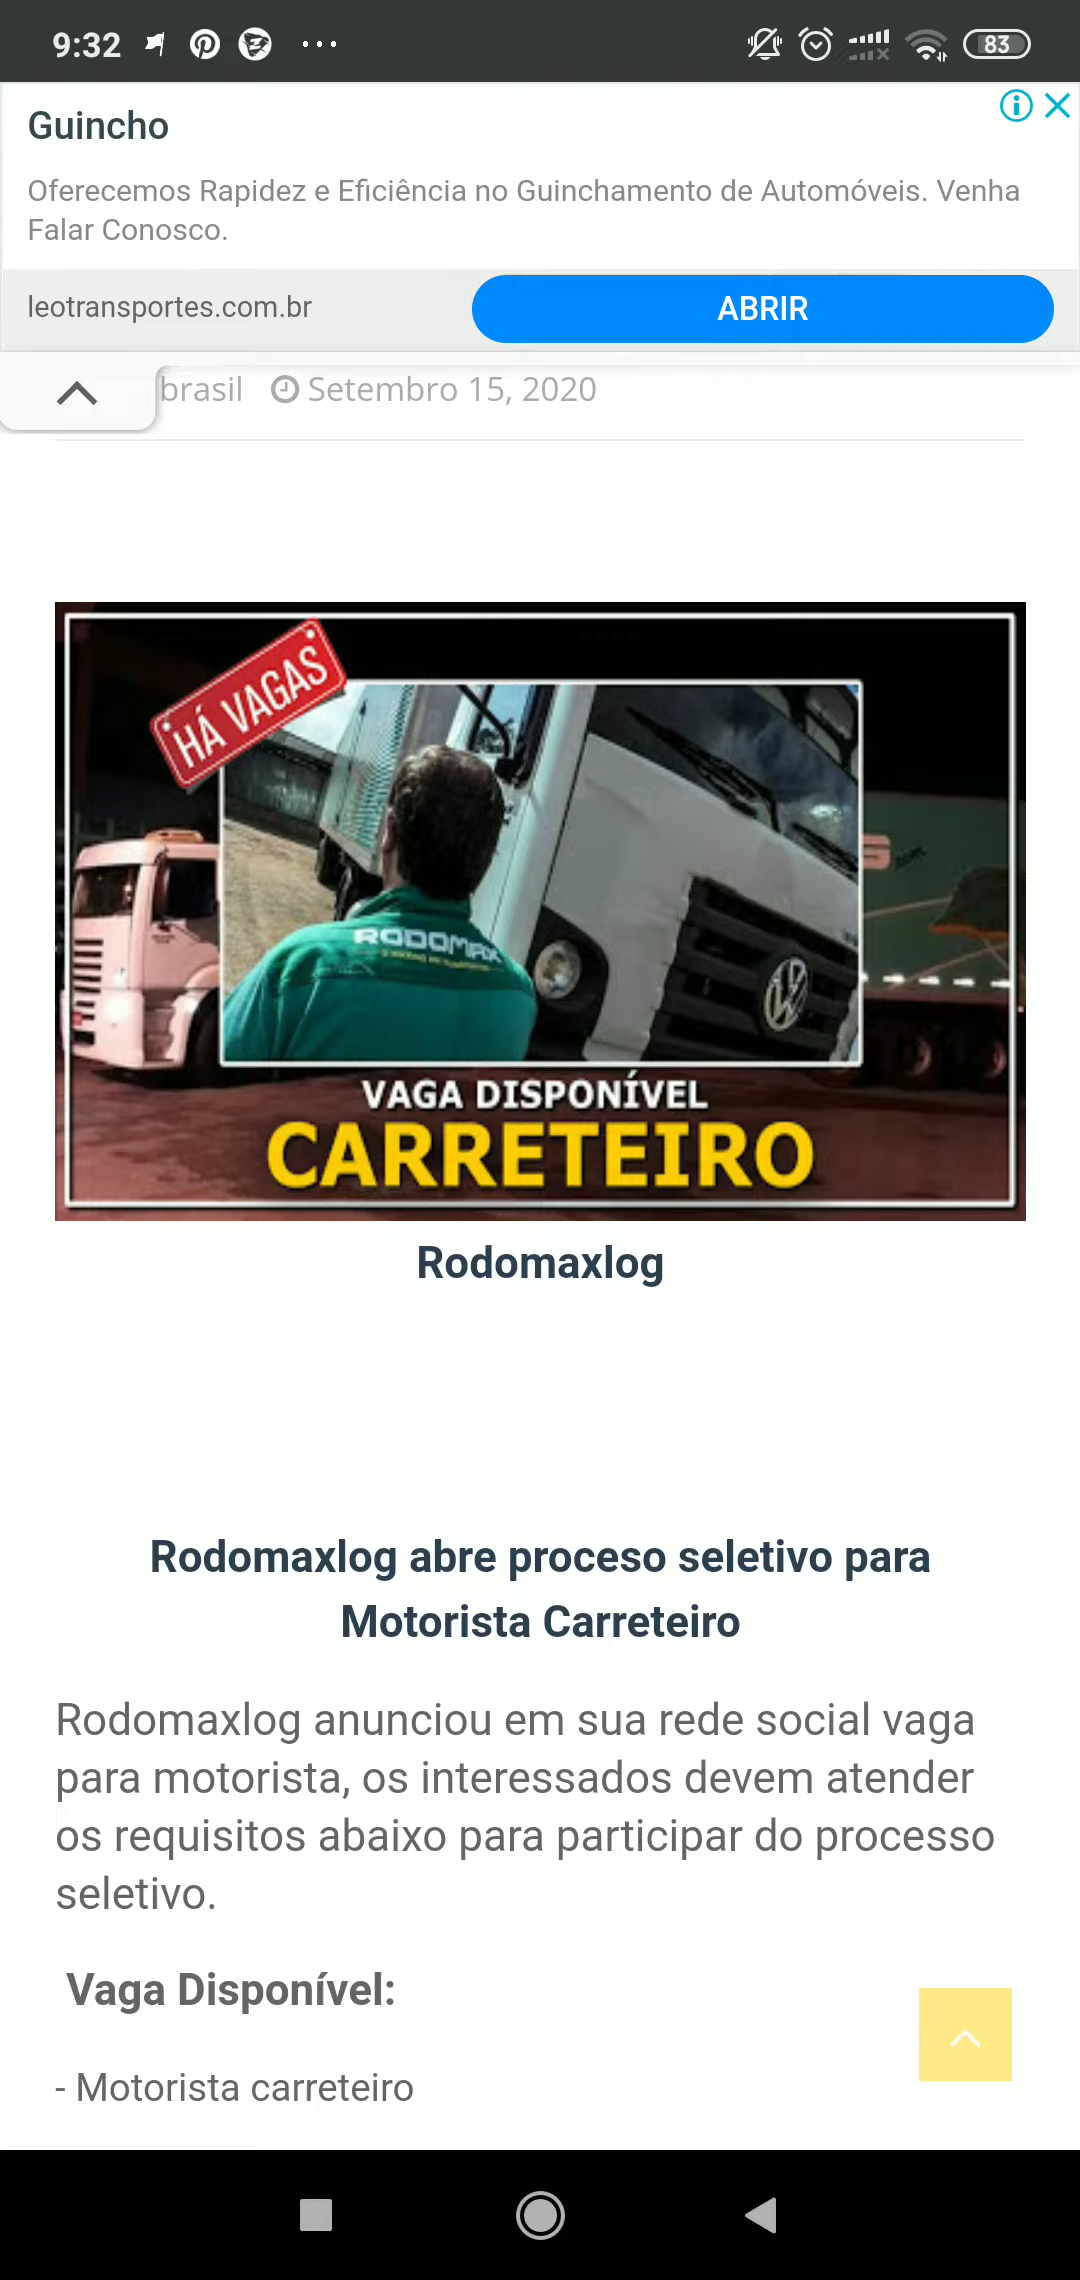 9:32
83
Guincho
Oferecemos Rapidez e Eficiência no Guinchamento de Automóveis. Venha
Falar Conosco.
leotransportes.com.br
ABRIR
brasil Setembro 15, 2020
HÁ VAGAS
RODOMAX
.com
VAGA DISPONÍVEL
CARRETEIRO
Rodomaxlog
Rodomaxlog abre proceso seletivo para
Motorista Carreteiro
Rodomaxlog anunciou em sua rede social vaga
para motorista, os interessados devem atender
os requisitos abaixo para participar do processo
seletivo.
Vaga Disponível:
- Motorista carreteiro